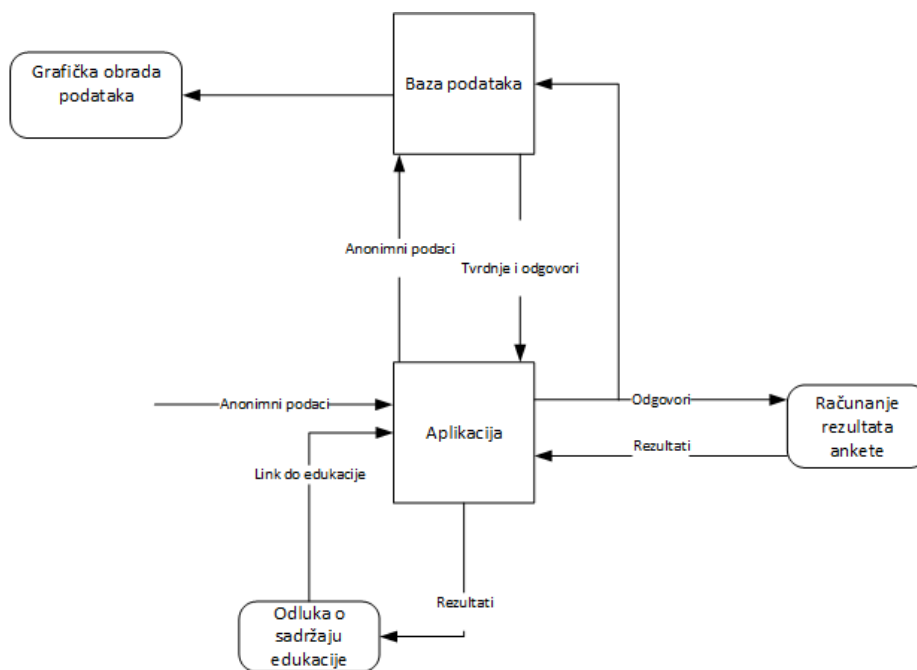 Grafička obrada
podataka
Baza podataka
Anonimni podaci
Tvrdnje i odgovori
Anonimni podaci
Aplikacija
Odgovori
Računanje
rezultata
ankete
Rezultati
Link do edukacije
Rezultati
Odluka o
sadržaju
edukacije